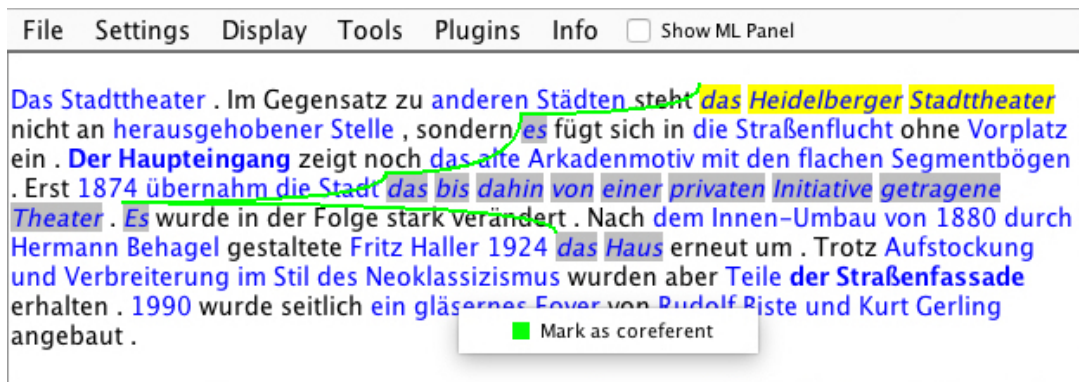 File Settings Display Tools Plugins Info Show ML Panel
Das Stadttheater . Im Gegensatz zu anderen Städten steht das Heidelberger Stadttheater
nicht an herausgehobener Stelle , sondern es fügt sich in die Straßenflucht ohne Vorplatz
ein . Der Haupteingang zeigt noch das alte Arkadenmotiv mit den flachen Segmentbögen
. Erst 1874 übernahm die Stadt das bis dahin von einer privaten Initiative getragene
Theater . Es wurde in der Folge stark verändert . Nach dem Innen-Umbau von 1880 durch
Hermann Behagel gestaltete Fritz Haller 1924 das Haus erneut um . Trotz Aufstockung
und Verbreiterung im Stil des Neoklassizismus wurden aber Teile der Straßenfassade
erhalten . 1990 wurde seitlich ein gläsernes Foyer von Rudolf Biste und Kurt Gerling
angebaut .
Mark as coreferent